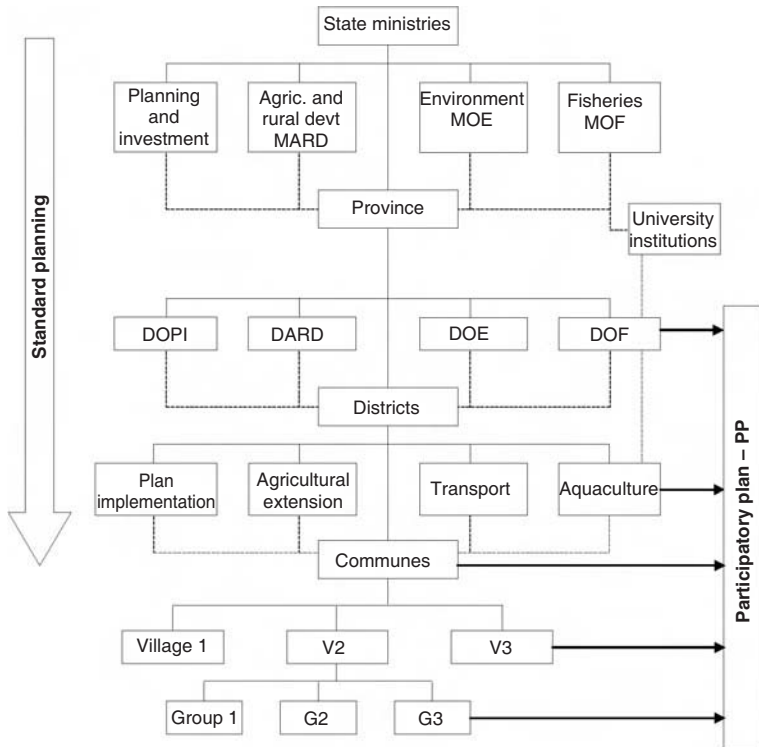 State ministries
Planning
and
investment
Agric. and
rural devt
MARD
Environment
MOE
Fisheries
MOF
Province
University
institutions
Standard planning
DOPI
DARD
DOE
DOF
Districts
Plan
implementation
Agricultural
extension
Transport
Aquaculture
Communes
Participatory plan – PP
Village 1
V2
V3
Group 1
G2
G3